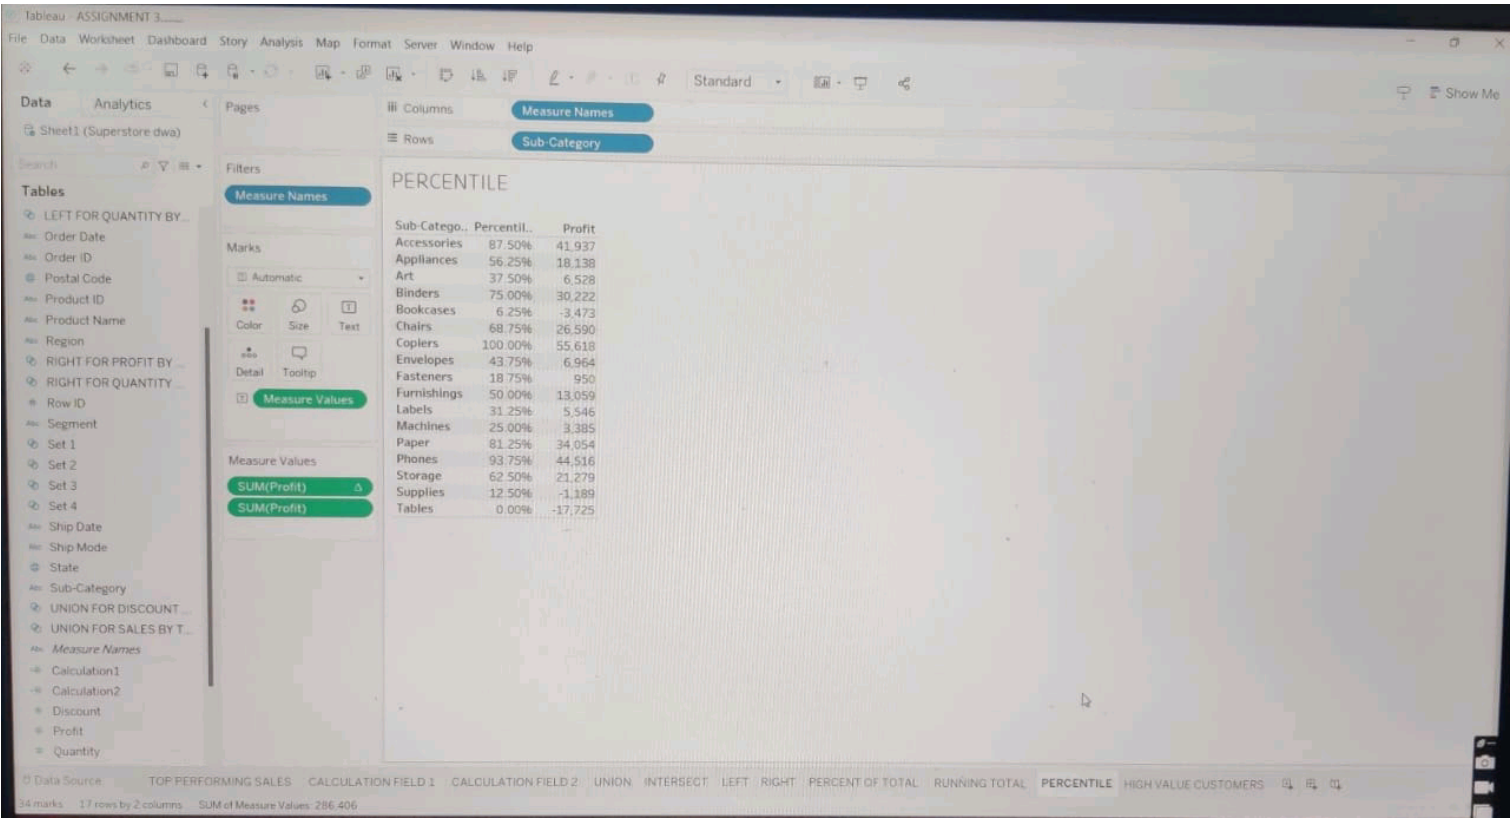 Tableau - ASSIGNMENT 3
File Data Worksheet Dashboard Story Analysis Map Format Server Window Help
Standard
Show Me
Data Analytics
Sheet1 (Superstore dwa)
Search
Tables
LEFT FOR QUANTITY BY...
Abc Order Date
Abc Order ID
Postal Code
Abc Product ID
Abc Product Name
Abc Region
RIGHT FOR PROFIT BY ...
RIGHT FOR QUANTITY ...
# Row ID
Abc Segment
Set 1
Set 2
Set 3
Set 4
Abc Ship Date
Abc Ship Mode
State
Abc Sub-Category
UNION FOR DISCOUNT ...
UNION FOR SALES BY T...
Abc Measure Names
Calculation1
Calculation2
Discount
Profit
Quantity
Pages
Filters
Measure Names
Marks
Automatic
Color Size Text
Detail Tooltip
Measure Values
Measure Values
SUM(Profit) Δ
SUM(Profit)
Columns Measure Names
Rows Sub-Category
PERCENTILE
Sub-Catego.. Percentil.. Profit
Accessories 87.50% 41,937
Appliances 56.25% 18,138
Art 37.50% 6,528
Binders 75.00% 30,222
Bookcases 6.25% -3,473
Chairs 68.75% 26,590
Copiers 100.00% 55,618
Envelopes 43.75% 6,964
Fasteners 18.75% 950
Furnishings 50.00% 13,059
Labels 31.25% 5,546
Machines 25.00% 3,385
Paper 81.25% 34,054
Phones 93.75% 44,516
Storage 62.50% 21,279
Supplies 12.50% -1,189
Tables 0.00% -17,725
Data Source TOP PERFORMING SALES CALCULATION FIELD 1 CALCULATION FIELD 2 UNION INTERSECT LEFT RIGHT PERCENT OF TOTAL RUNNING TOTAL PERCENTILE HIGH VALUE CUSTOMERS
34 marks 17 rows by 2 columns SUM of Measure Values: 286,406